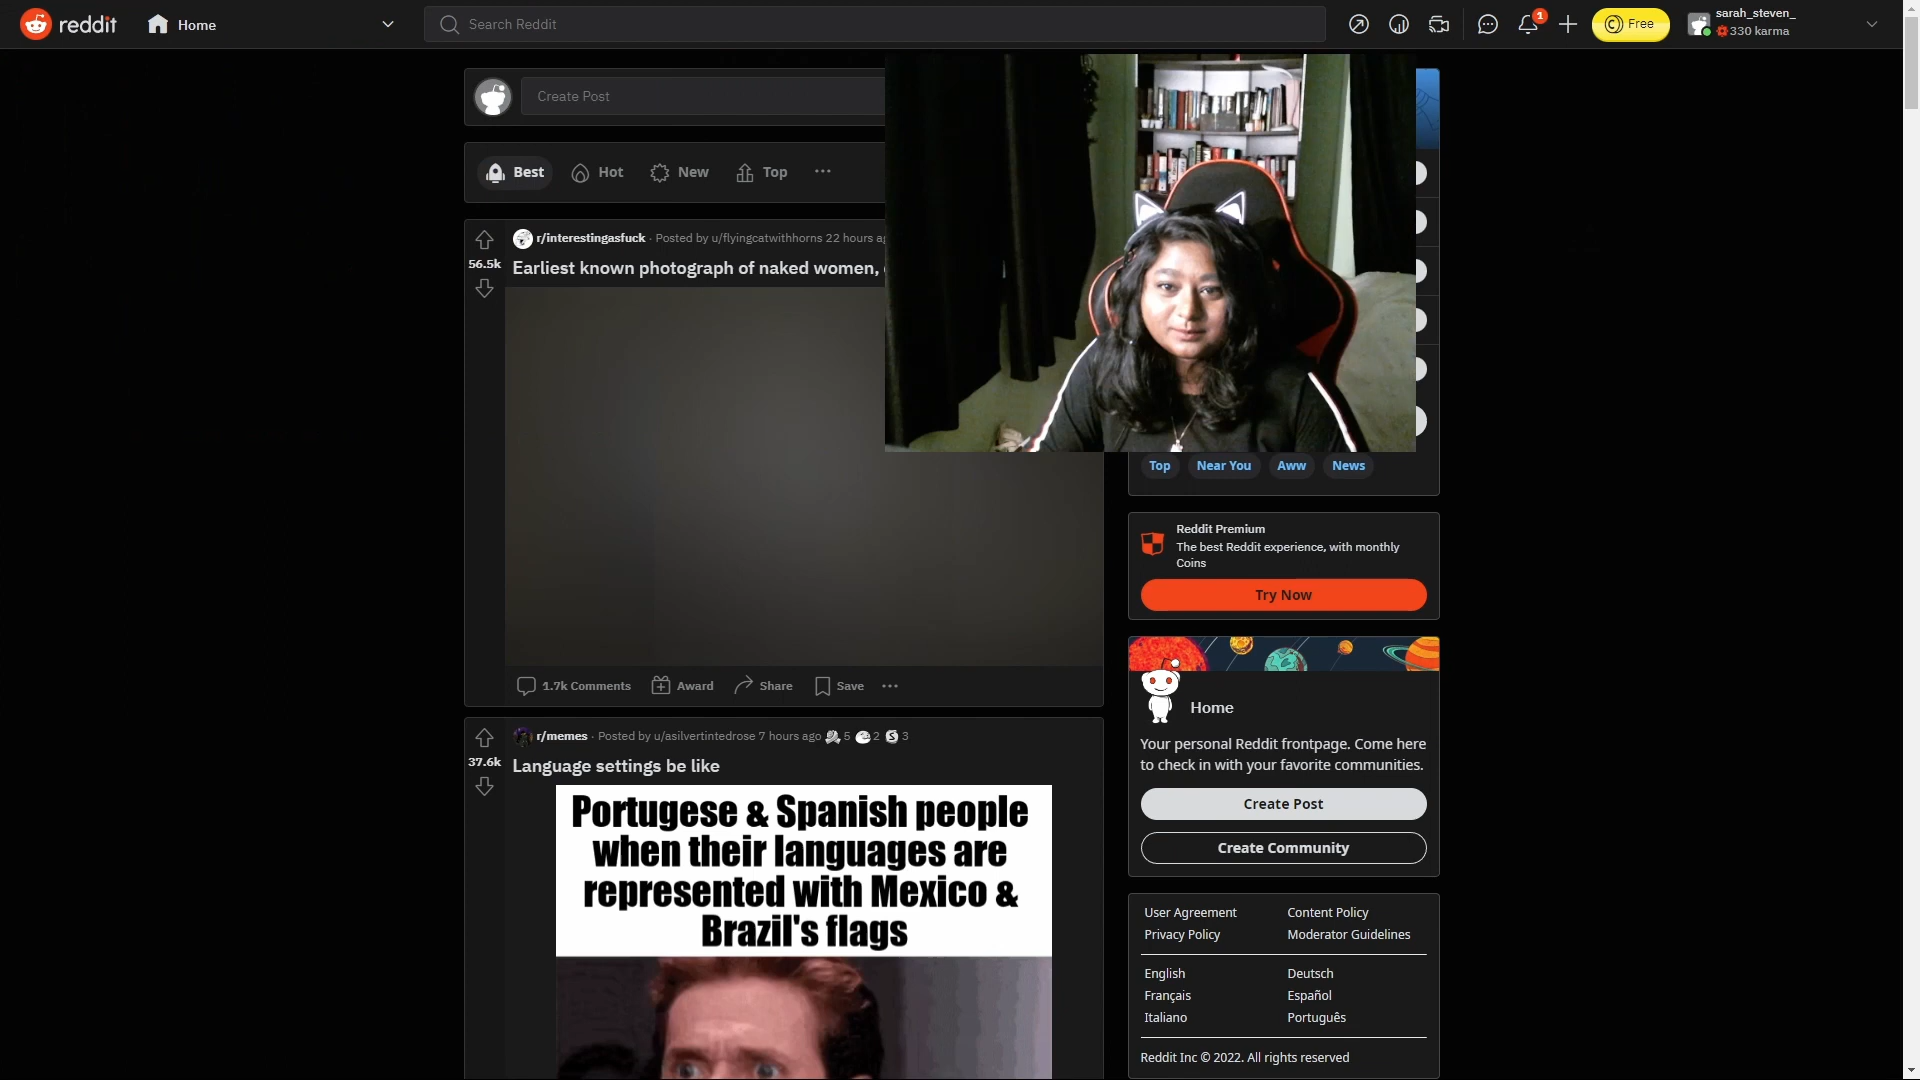 reddit
Home
Search Reddit
1
Free
sarah_steven_
330 karma
Create Post
Best
Hot
New
Top
r/interestingasfuck · Posted by u/flyingcatwithhorns 22 hours
56.5k
Earliest known photograph of naked women,
1.7k Comments
Award
Share
Save
r/memes · Posted by u/asilvertintedrose 7 hours ago 5 2 3
37.6k
Language settings be like
Portugese & Spanish people
when their languages are
represented with Mexico &
Brazil's flags
Top
Near You
Aww
News
Reddit Premium
The best Reddit experience, with monthly
Coins
Try Now
Home
Your personal Reddit frontpage. Come here
to check in with your favorite communities.
Create Post
Create Community
User Agreement
Content Policy
Privacy Policy
Moderator Guidelines
English
Deutsch
Français
Español
Italiano
Português
Reddit Inc © 2022. All rights reserved